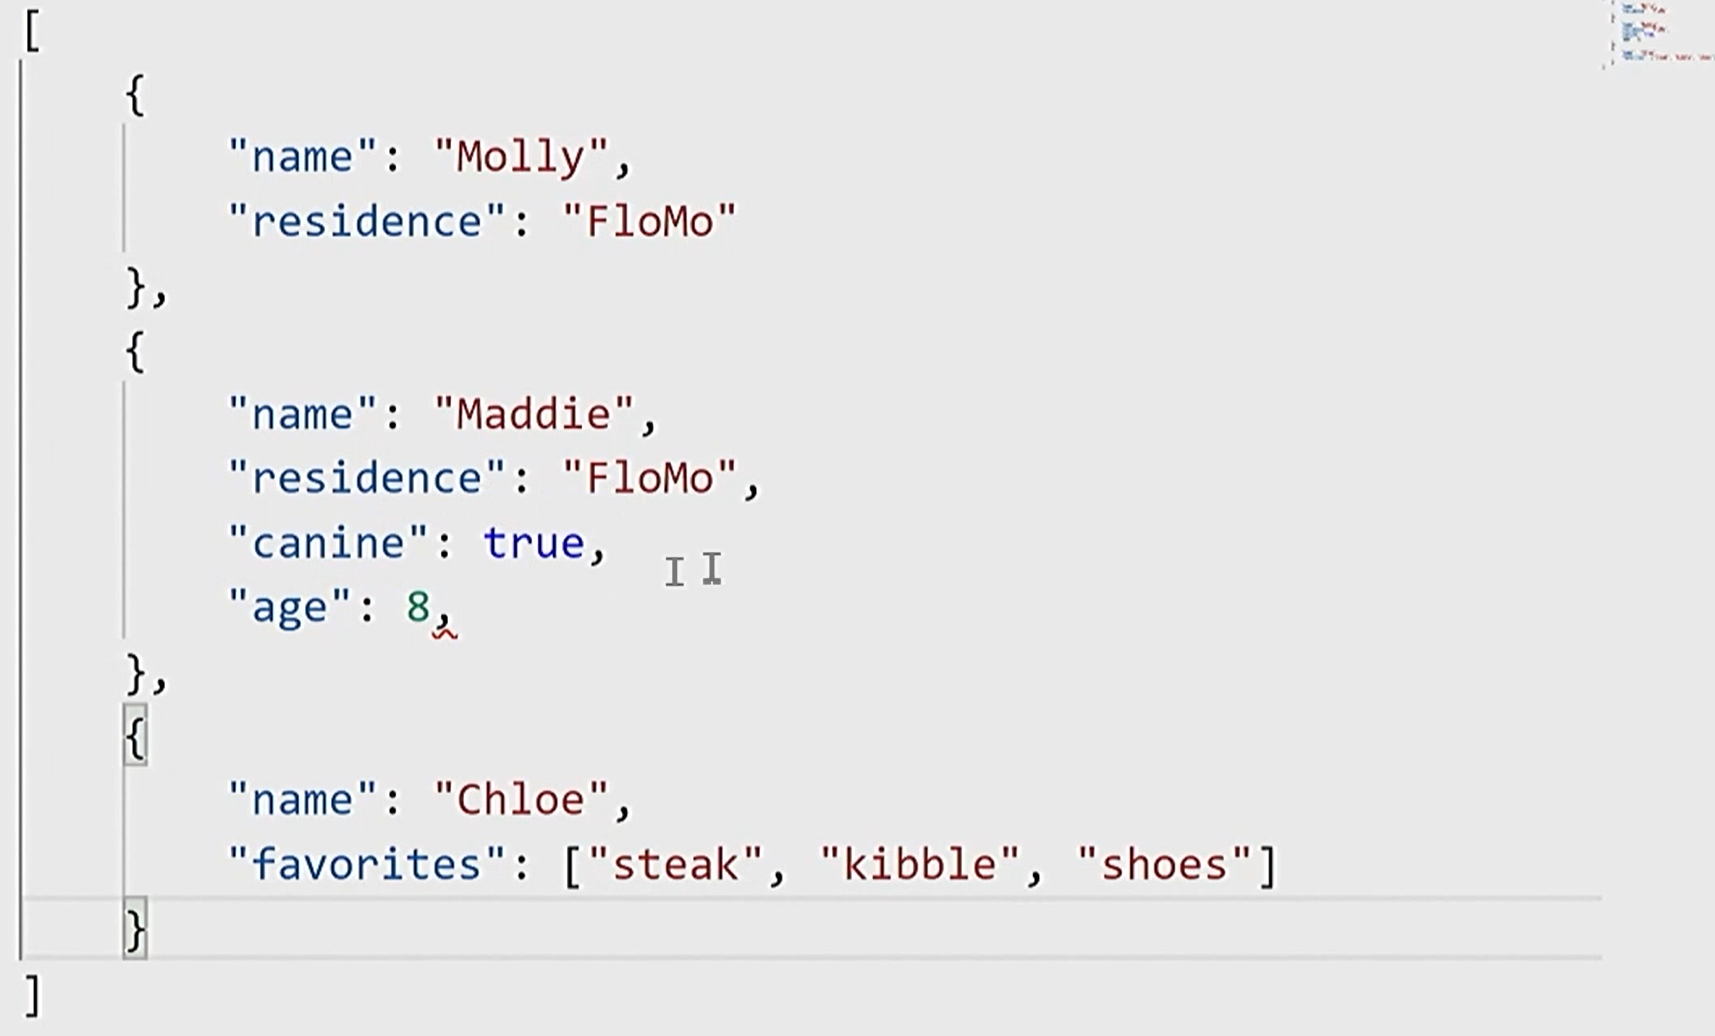 [
    {
        "name": "Molly",
        "residence": "FloMo"
    },
    {
        "name": "Maddie",
        "residence": "FloMo",
        "canine": true,
        "age": 8,
    },
    {
        "name": "Chloe",
        "favorites": ["steak", "kibble", "shoes"]
    }
]